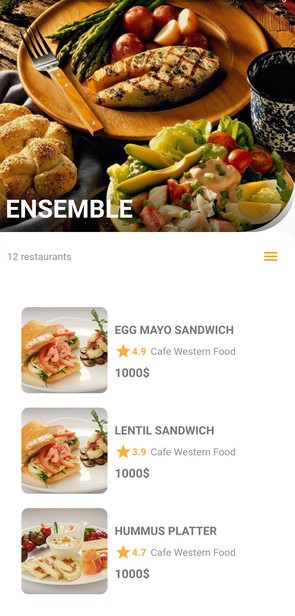 ENSEMBLE
12 restaurants
EGG MAYO SANDWICH
4.9 Cafe Western Food
1000$
LENTIL SANDWICH
3.9 Cafe Western Food
1000$
HUMMUS PLATTER
4.7 Cafe Western Food
1000$